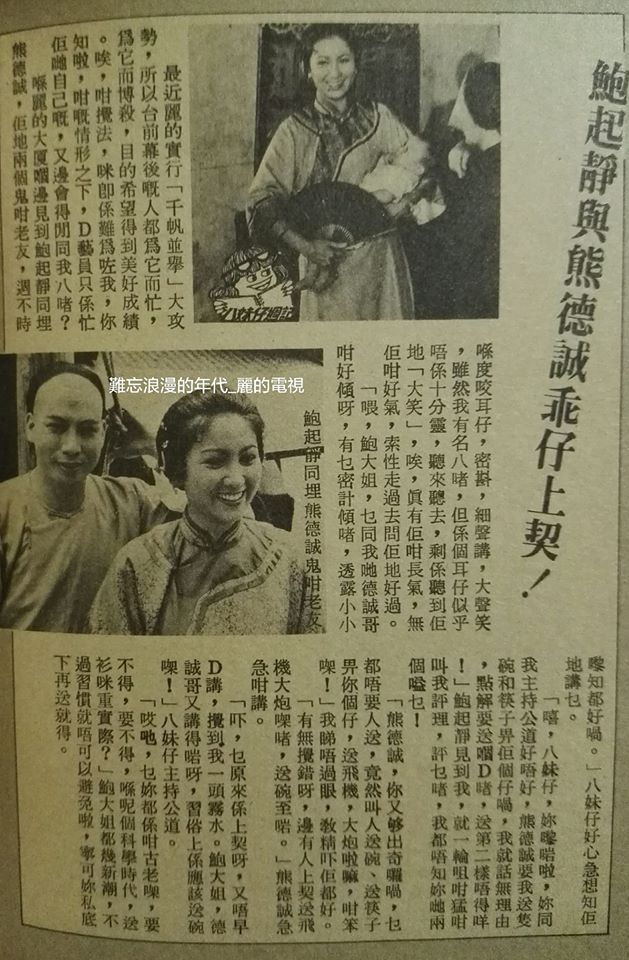 鮑起靜與熊德誠乖仔上契！
八妹仔週記
最近麗的實行「千帆並舉」大攻
勢，所以台前幕後嘅人都為它而忙，
為它而博殺，目的希望得到美好成績
。唉，咁攪法，咪即係難為咗我，你
知啦，咁嘅情形之下，D藝員只係忙
佢哋自己嘅，又邊會得閒同我八啫？
喺麗的大厦嗰邊見到鮑起靜同埋
熊德誠，佢地兩個鬼咁老友，遇不時
難忘浪漫的年代_麗的電視
鮑起靜同埋熊德誠鬼咁老友
喺度咬耳仔，密斟，細聲講，大聲笑
，雖然我有名八啫，但係個耳仔似乎
唔係十分靈，聽來聽去，剩係聽到佢
地「大笑」，唉，眞有佢咁長氣，無
佢咁好氣，索性走過去問佢地好過。
「喂，鮑大姐，乜同我哋德誠哥
咁好傾呀，有乜密計傾啫，透露小小
嚟知都好喎。」八妹仔好心急想知佢
地講乜。
「嘻，八妹仔，妳嚟啱啦，妳同
我主持公道好唔好，熊德誠要我送隻
碗和筷子畀佢個仔喎，我就話無理由
，點解要送嗰D啫，送第二樣唔得咩
！」鮑起靜見到我，就一輪咀咁猛咁
叫我評理，評乜啫，我都唔知妳哋兩
個嗌乜！
「熊德誠，你又够出奇囉喎，乜
都唔要人送，竟然叫人送碗、送筷子
畀你個仔，送飛機，大炮啦嘛，咁笨
㗎！」我睇唔過眼，敎精吓佢都好。
「有無攪錯呀，邊有人上契送飛
機大炮㗎啫，送碗至啱。」熊德誠急
急咁講。
「吓，乜原來係上契呀，又唔早
D講，攪到我一頭霧水。鮑大姐，德
誠哥又講得啱呀，習俗上係應該送碗
㗎！」八妹仔主持公道。
「哎吔，乜妳都係咁古老㗎，要
不得，要不得，喺呢個科學時代，送
衫咪重實際？」鮑大姐都幾新潮，不
過習慣就唔可以避免啦，寧可妳私底
下再送就得。